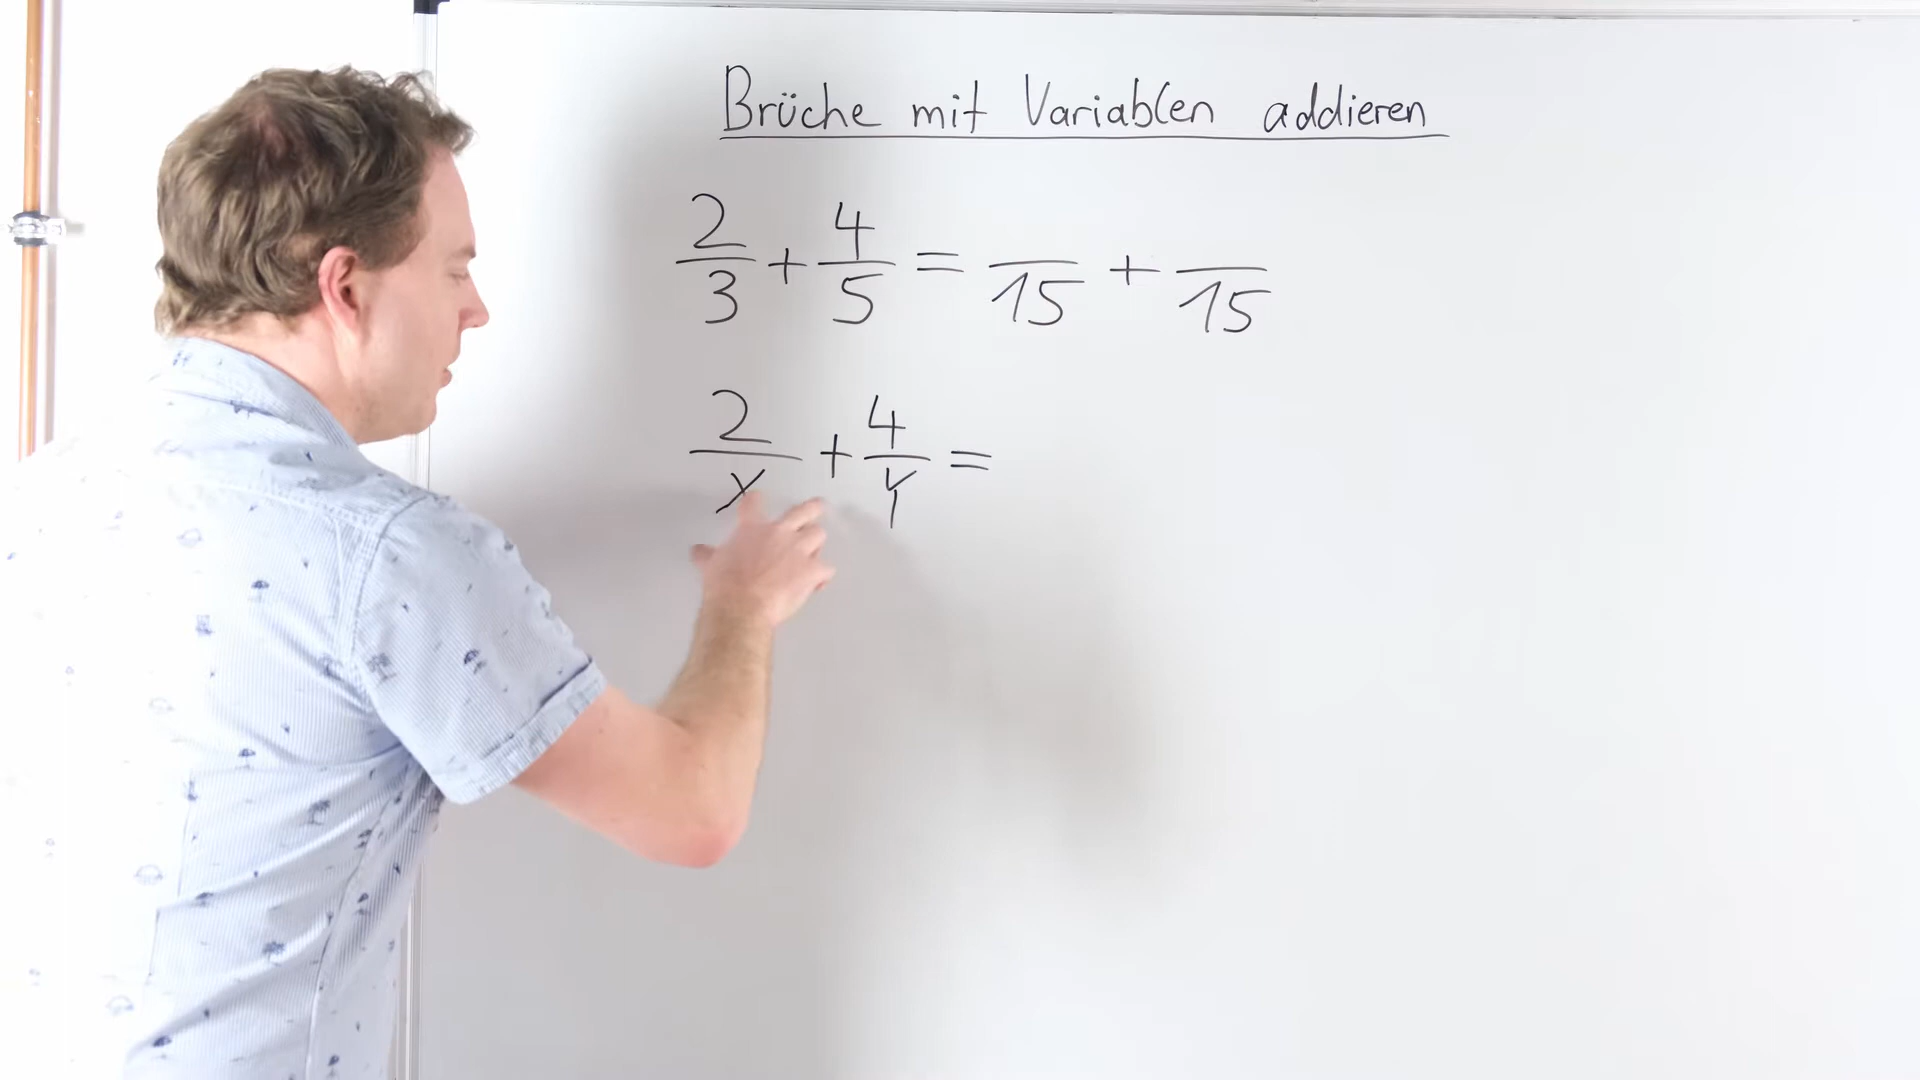 Brüche mit Variablen addieren
2/3 + 4/5 = /15 + /15
2/x + 4/y =